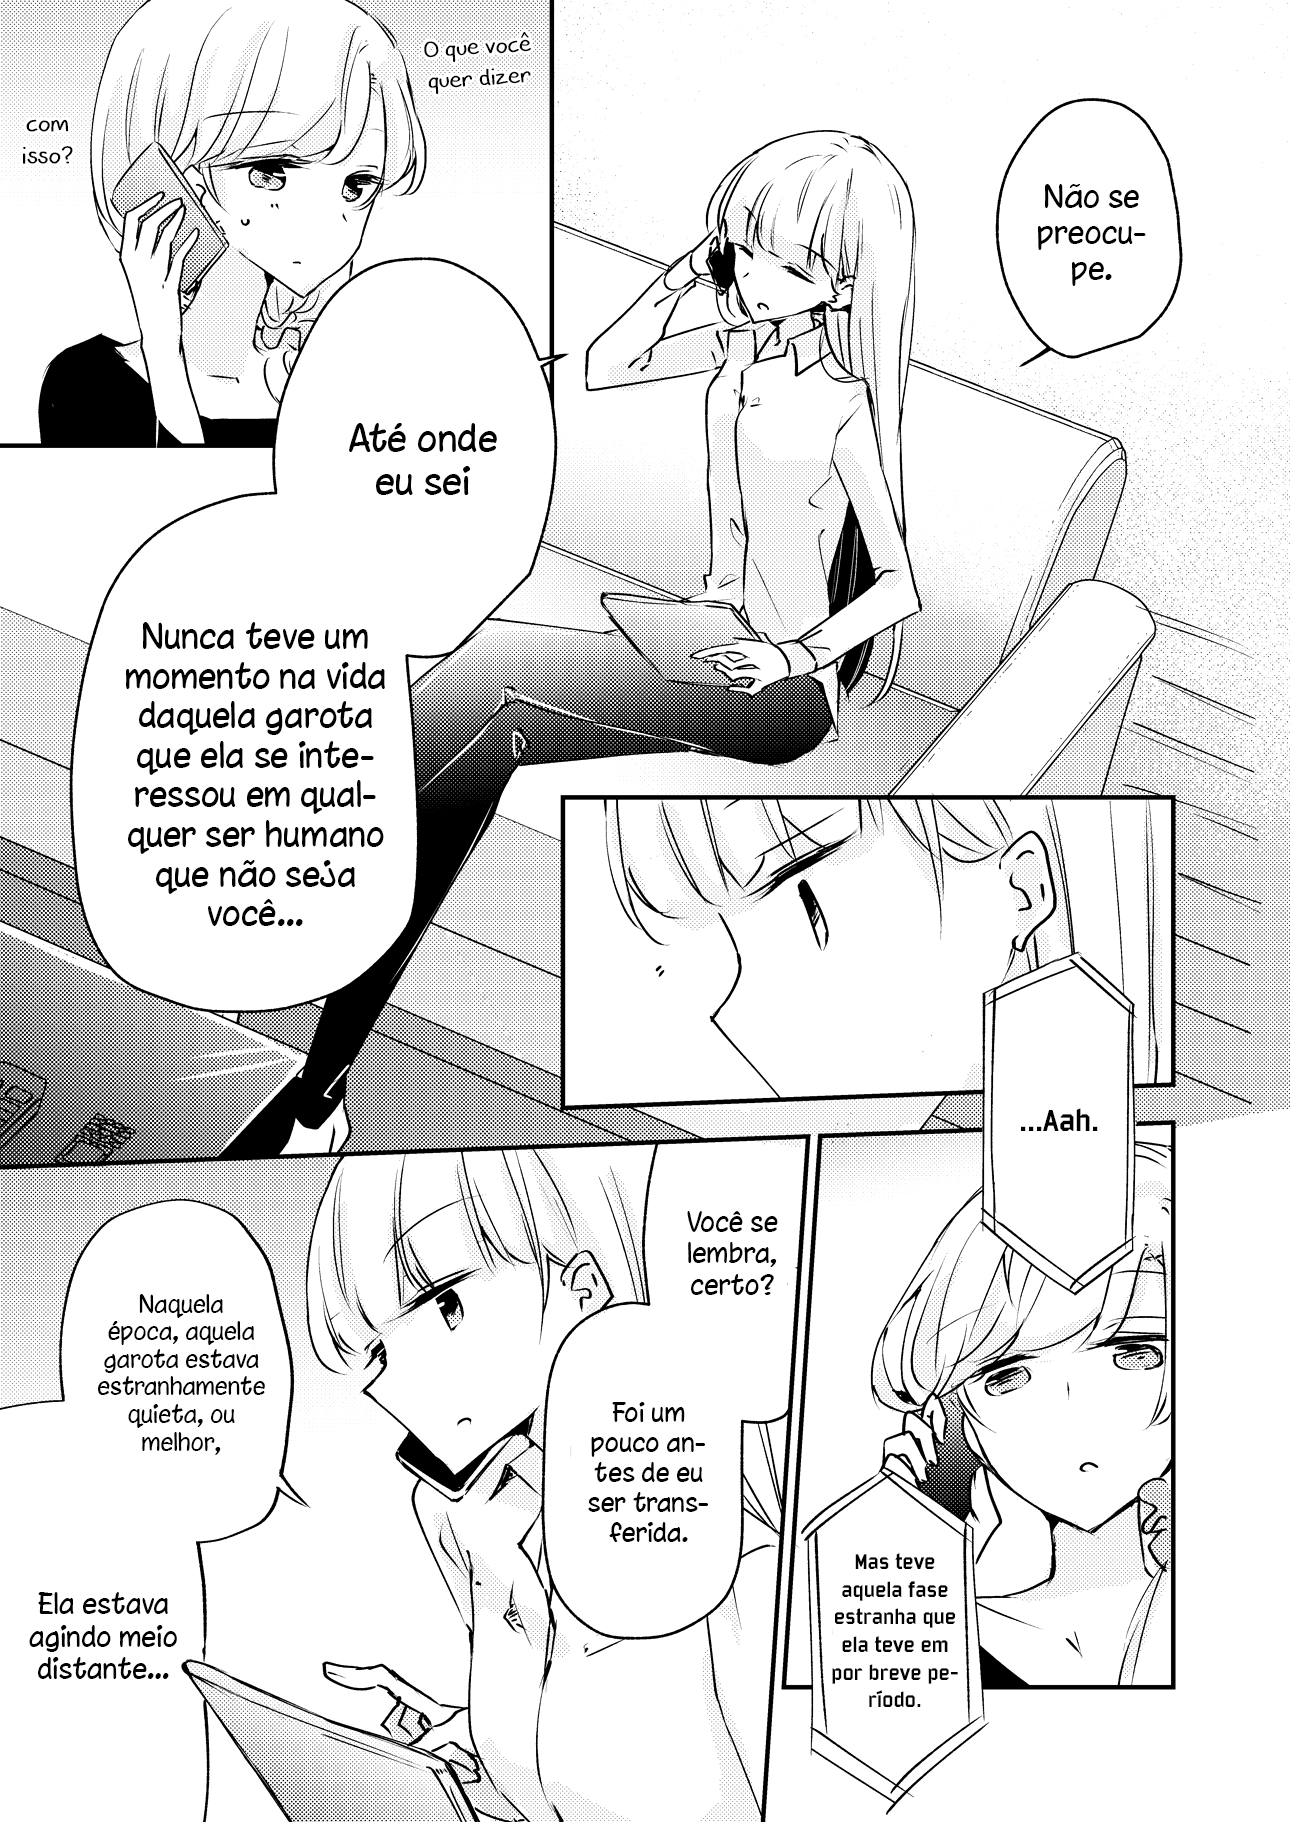 Não se
preocu-
pe.
Até onde
eu sei
Nunca teve um
momento na vida
daquela garota
que ela se inte-
ressou em qual-
quer ser humano
que não seja
você...
O que você
quer dizer
com
isso?
...Aah.
Mas teve
aquela fase
estranha que
ela teve em
por breve pe-
ríodo.
Você se
lembra,
certo?
Foi um
pouco an-
tes de eu
ser trans-
ferida.
Naquela
época, aquela
garota estava
estranhamente
quieta, ou
melhor,
Ela estava
agindo meio
distante...